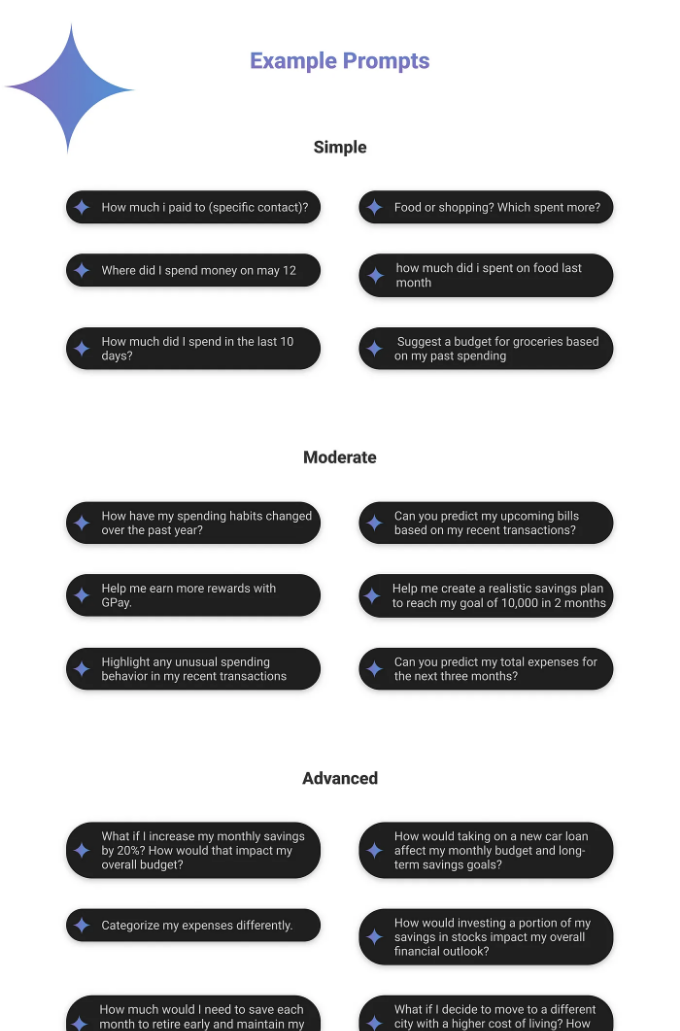 Example Prompts
Simple
How much i paid to (specific contact)?
Food or shopping? Which spent more?
Where did I spend money on may 12
how much did i spent on food last
month
How much did I spend in the last 10
days?
Suggest a budget for groceries based
on my past spending
Moderate
How have my spending habits changed
over the past year?
Can you predict my upcoming bills
based on my recent transactions?
Help me earn more rewards with
GPay.
Help me create a realistic savings plan
to reach my goal of 10,000 in 2 months
Highlight any unusual spending
behavior in my recent transactions
Can you predict my total expenses for
the next three months?
Advanced
What if I increase my monthly savings
by 20%? How would that impact my
overall budget?
How would taking on a new car loan
affect my monthly budget and long-
term savings goals?
Categorize my expenses differently.
How would investing a portion of my
savings in stocks impact my overall
financial outlook?
How much would I need to save each
month to retire early and maintain my
What if I decide to move to a different
city with a higher cost of living? How